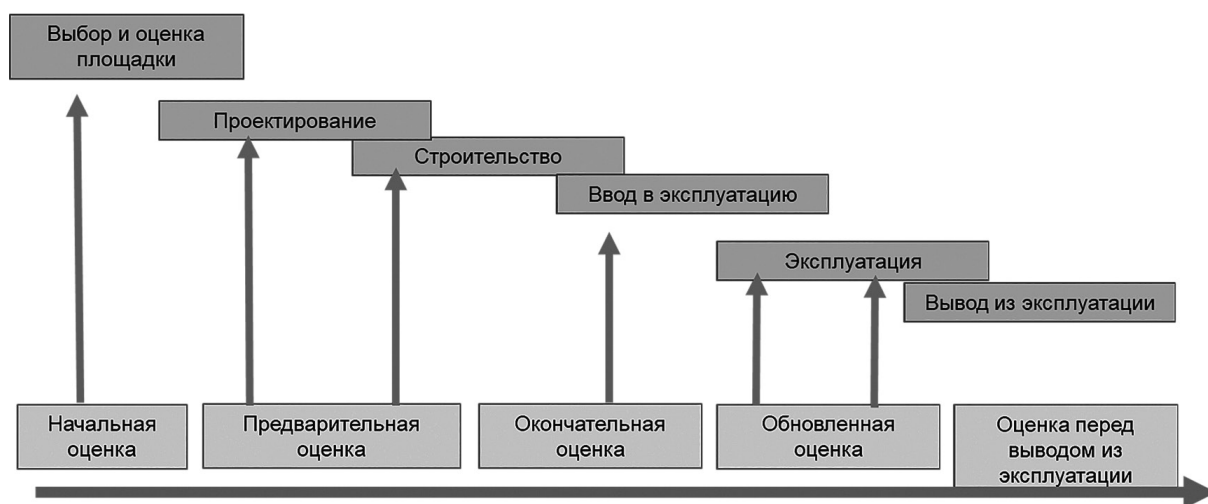 Выбор и оценка
площадки
Проектирование
Строительство
Ввод в эксплуатацию
Эксплуатация
Вывод из эксплуатации
Начальная
оценка
Предварительная
оценка
Окончательная
оценка
Обновленная
оценка
Оценка перед
выводом из
эксплуатации